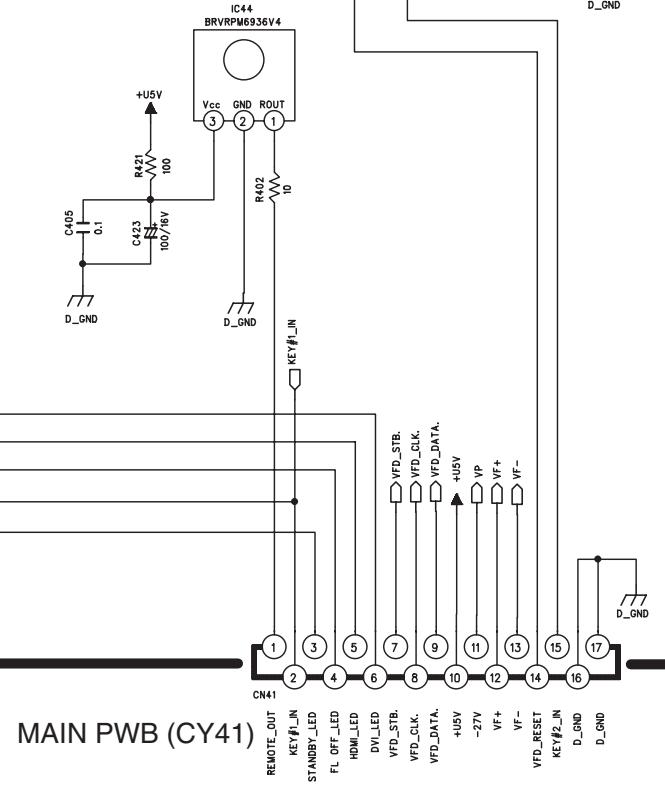 D_GND
IC44
BRVRPM6936V4
Vcc GND ROUT
3 2 1
+U5V
R421
100
R402
10
C405
0.1
C423
+
100/16V
D_GND
D_GND
KEY#1_IN
VFD_STB.
VFD_CLK.
VFD_DATA.
+U5V
VP
VF+
VF-
D_GND
1 3 5 7 9 11 13 15 17
2 4 6 8 10 12 14 16
CN41
MAIN PWB (CY41)
REMOTE_OUT
KEY#1_IN
STANDBY_LED
FL OFF_LED
HDMI_LED
DVI_LED
VFD_STB.
VFD_CLK.
VFD_DATA.
+U5V
-27V
VF+
VF-
VFD_RESET
KEY#2_IN
D_GND
D_GND